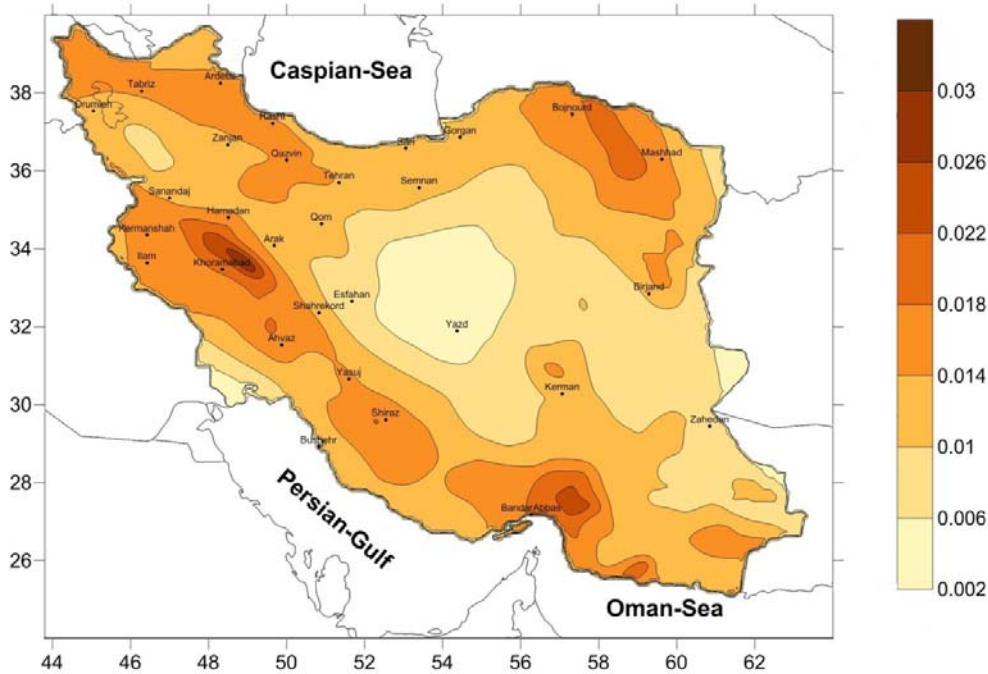 Caspian-Sea
Tabriz
Ardebil
Orumieh
Rasht
Zanjan
Qazvin
Sari
Gorgan
Bojnourd
Mashhad
Tehran
Semnan
Sanandaj
Hamedan
Qom
Kermanshah
Arak
Ilam
Khoramabad
Birjand
Esfahan
Shahrekord
Yazd
Ahvaz
Yasuj
Kerman
Shiraz
Zahedan
Bushehr
BandarAbbas
Persian-Gulf
Oman-Sea
38
36
34
32
30
28
26
44
46
48
50
52
54
56
58
60
62
0.03
0.026
0.022
0.018
0.014
0.01
0.006
0.002